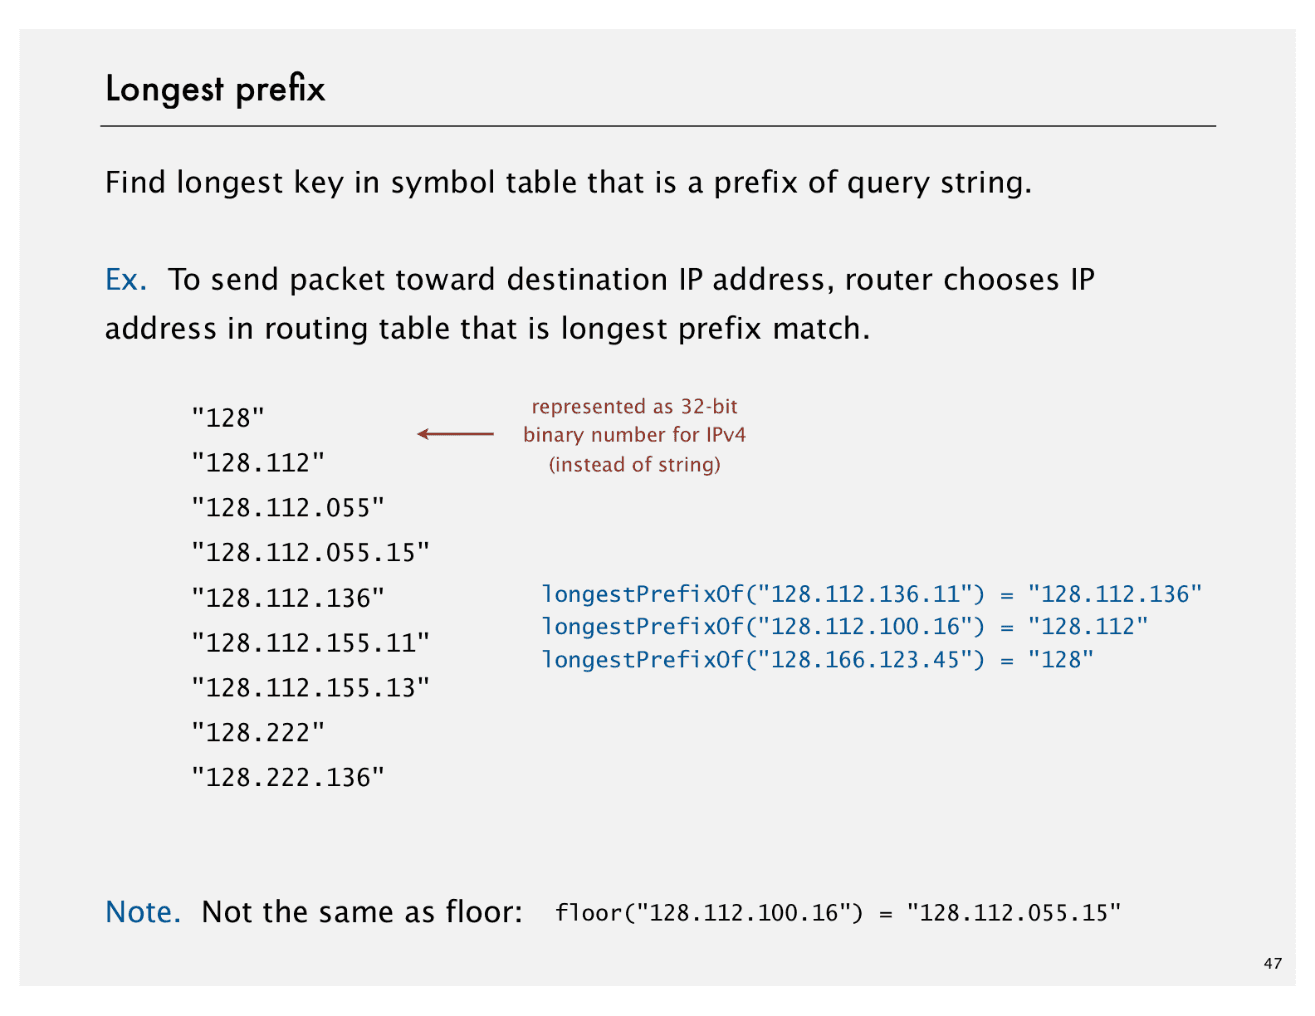 Longest prefix
Find longest key in symbol table that is a prefix of query string.
Ex. To send packet toward destination IP address, router chooses IP
address in routing table that is longest prefix match.
"128"
"128.112"
"128.112.055"
"128.112.055.15"
"128.112.136"
"128.112.155.11"
"128.112.155.13"
"128.222"
"128.222.136"
represented as 32-bit
binary number for IPv4
(instead of string)
longestPrefixOf("128.112.136.11") = "128.112.136"
longestPrefixOf("128.112.100.16") = "128.112"
longestPrefixOf("128.166.123.45") = "128"
Note. Not the same as floor: floor("128.112.100.16") = "128.112.055.15"
47